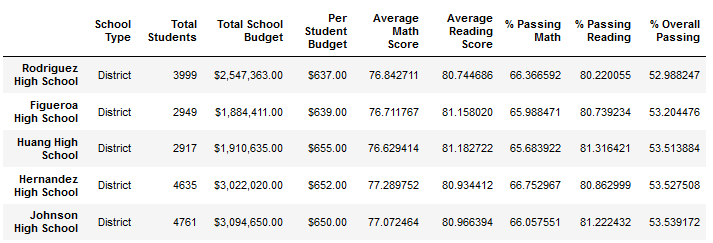 School Type Total Students Total School Budget Per Student Budget Average Math Score Average Reading Score % Passing Math % Passing Reading % Overall Passing
Rodriguez High School District 3999 $2,547,363.00 $637.00 76.842711 80.744686 66.366592 80.220055 52.988247
Figueroa High School District 2949 $1,884,411.00 $639.00 76.711767 81.158020 65.988471 80.739234 53.204476
Huang High School District 2917 $1,910,635.00 $655.00 76.629414 81.182722 65.683922 81.316421 53.513884
Hernandez High School District 4635 $3,022,020.00 $652.00 77.289752 80.934412 66.752967 80.862999 53.527508
Johnson High School District 4761 $3,094,650.00 $650.00 77.072464 80.966394 66.057551 81.222432 53.539172